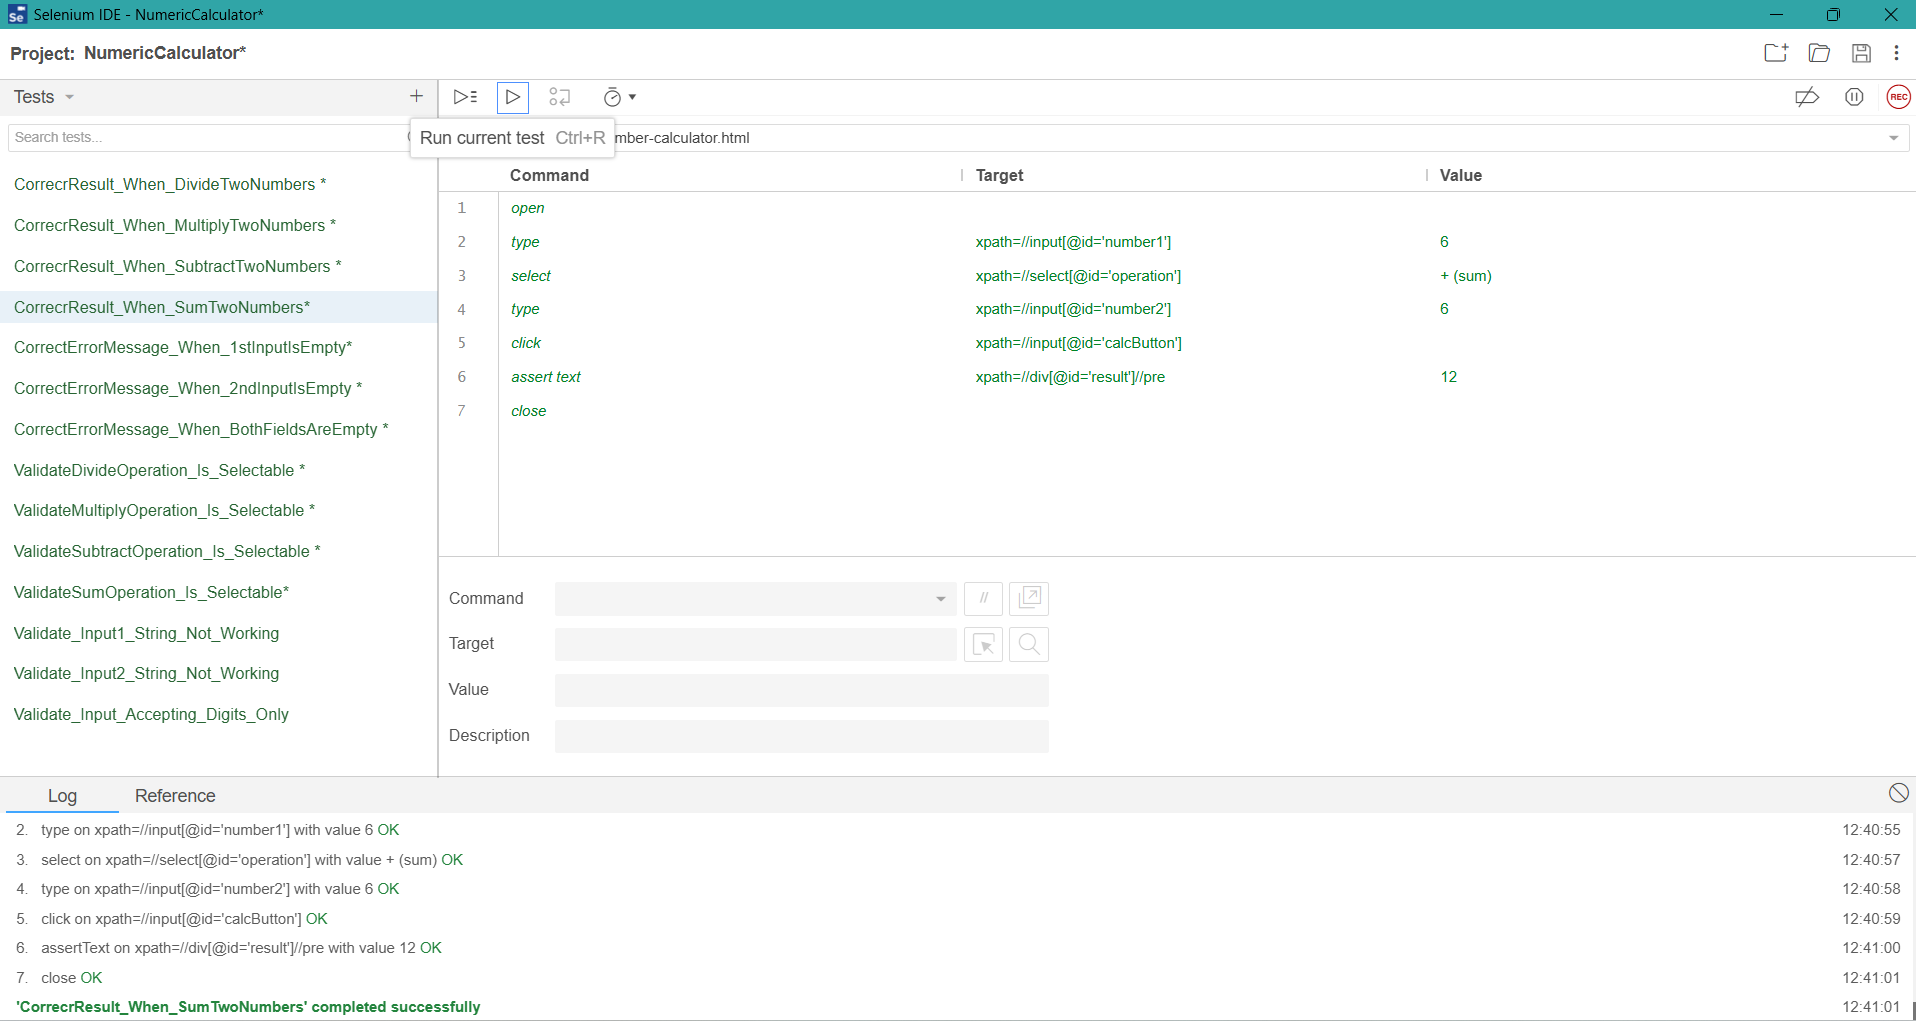 Selenium IDE - NumericCalculator*
Project: NumericCalculator*
Tests
Run current test Ctrl+R
mber-calculator.html
Search tests...
Command Target Value
CorrecrResult_When_DivideTwoNumbers *
CorrecrResult_When_MultiplyTwoNumbers *
CorrecrResult_When_SubtractTwoNumbers *
CorrecrResult_When_SumTwoNumbers*
CorrectErrorMessage_When_1stInputIsEmpty*
CorrectErrorMessage_When_2ndInputIsEmpty *
CorrectErrorMessage_When_BothFieldsAreEmpty *
ValidateDivideOperation_Is_Selectable *
ValidateMultiplyOperation_Is_Selectable *
ValidateSubtractOperation_Is_Selectable *
ValidateSumOperation_Is_Selectable*
Validate_Input1_String_Not_Working
Validate_Input2_String_Not_Working
Validate_Input_Accepting_Digits_Only
1 open
2 type xpath=//input[@id='number1'] 6
3 select xpath=//select[@id='operation'] + (sum)
4 type xpath=//input[@id='number2'] 6
5 click xpath=//input[@id='calcButton']
6 assert text xpath=//div[@id='result']//pre 12
7 close
REC
Command //
Target
Value
Description
Log Reference
2. type on xpath=//input[@id='number1'] with value 6 OK 12:40:55
3. select on xpath=//select[@id='operation'] with value + (sum) OK 12:40:57
4. type on xpath=//input[@id='number2'] with value 6 OK 12:40:58
5. click on xpath=//input[@id='calcButton'] OK 12:40:59
6. assertText on xpath=//div[@id='result']//pre with value 12 OK 12:41:00
7. close OK 12:41:01
'CorrecrResult_When_SumTwoNumbers' completed successfully 12:41:01